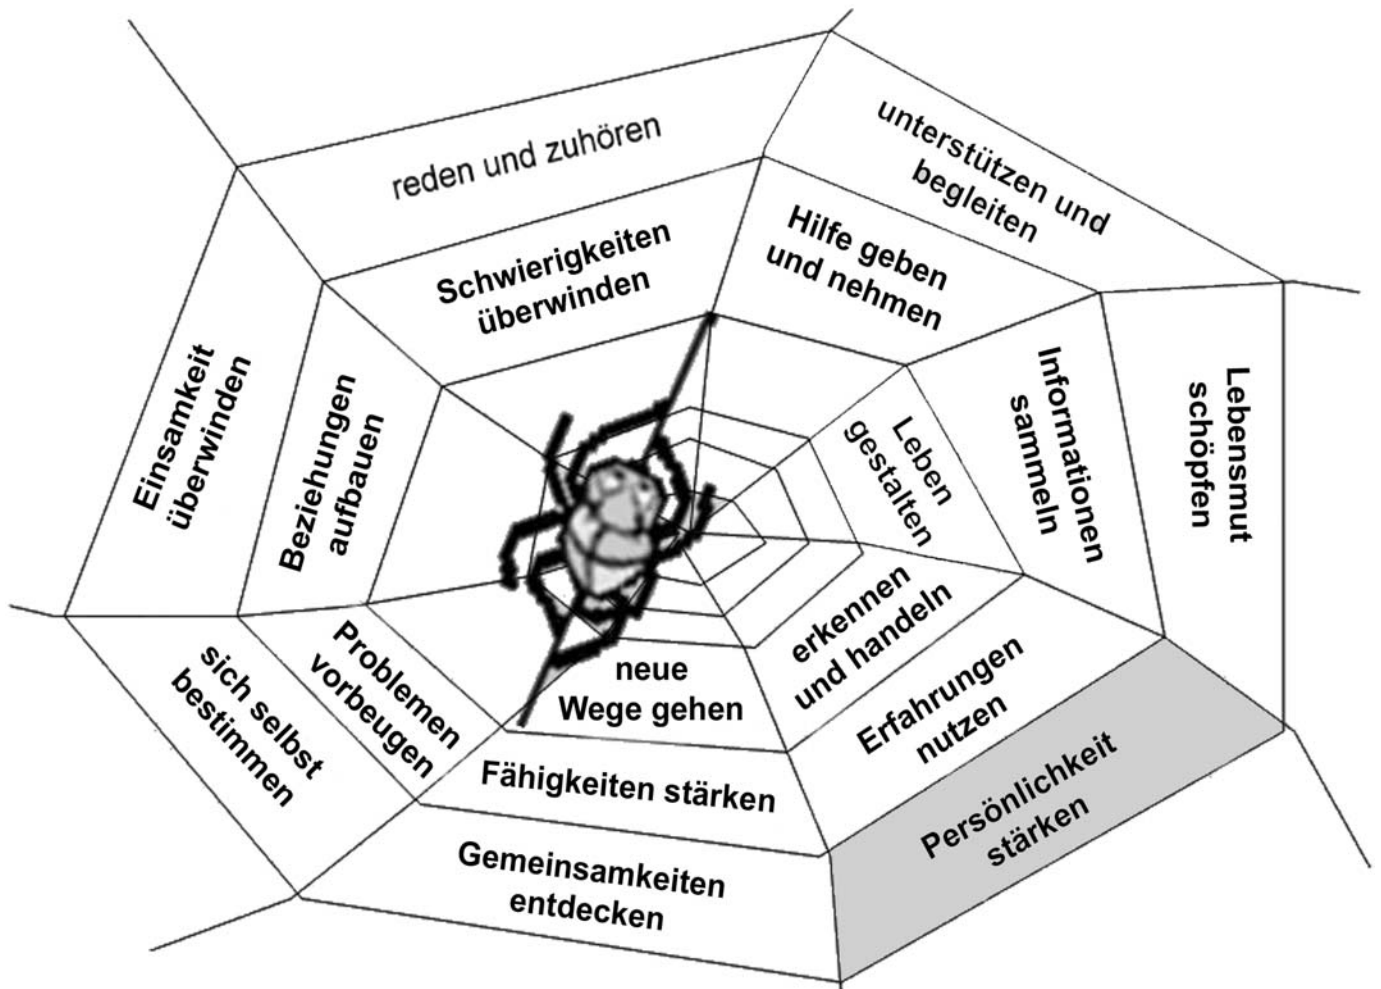 reden und zuhören
unterstützen und
begleiten
Schwierigkeiten
überwinden
Hilfe geben
und nehmen
Einsamkeit
überwinden
Beziehungen
aufbauen
Leben
gestalten
Informationen
sammeln
Lebensmut
schöpfen
sich selbst
bestimmen
Problemen
vorbeugen
neue
Wege gehen
erkennen
und handeln
Erfahrungen
nutzen
Fähigkeiten stärken
Persönlichkeit
stärken
Gemeinsamkeiten
entdecken